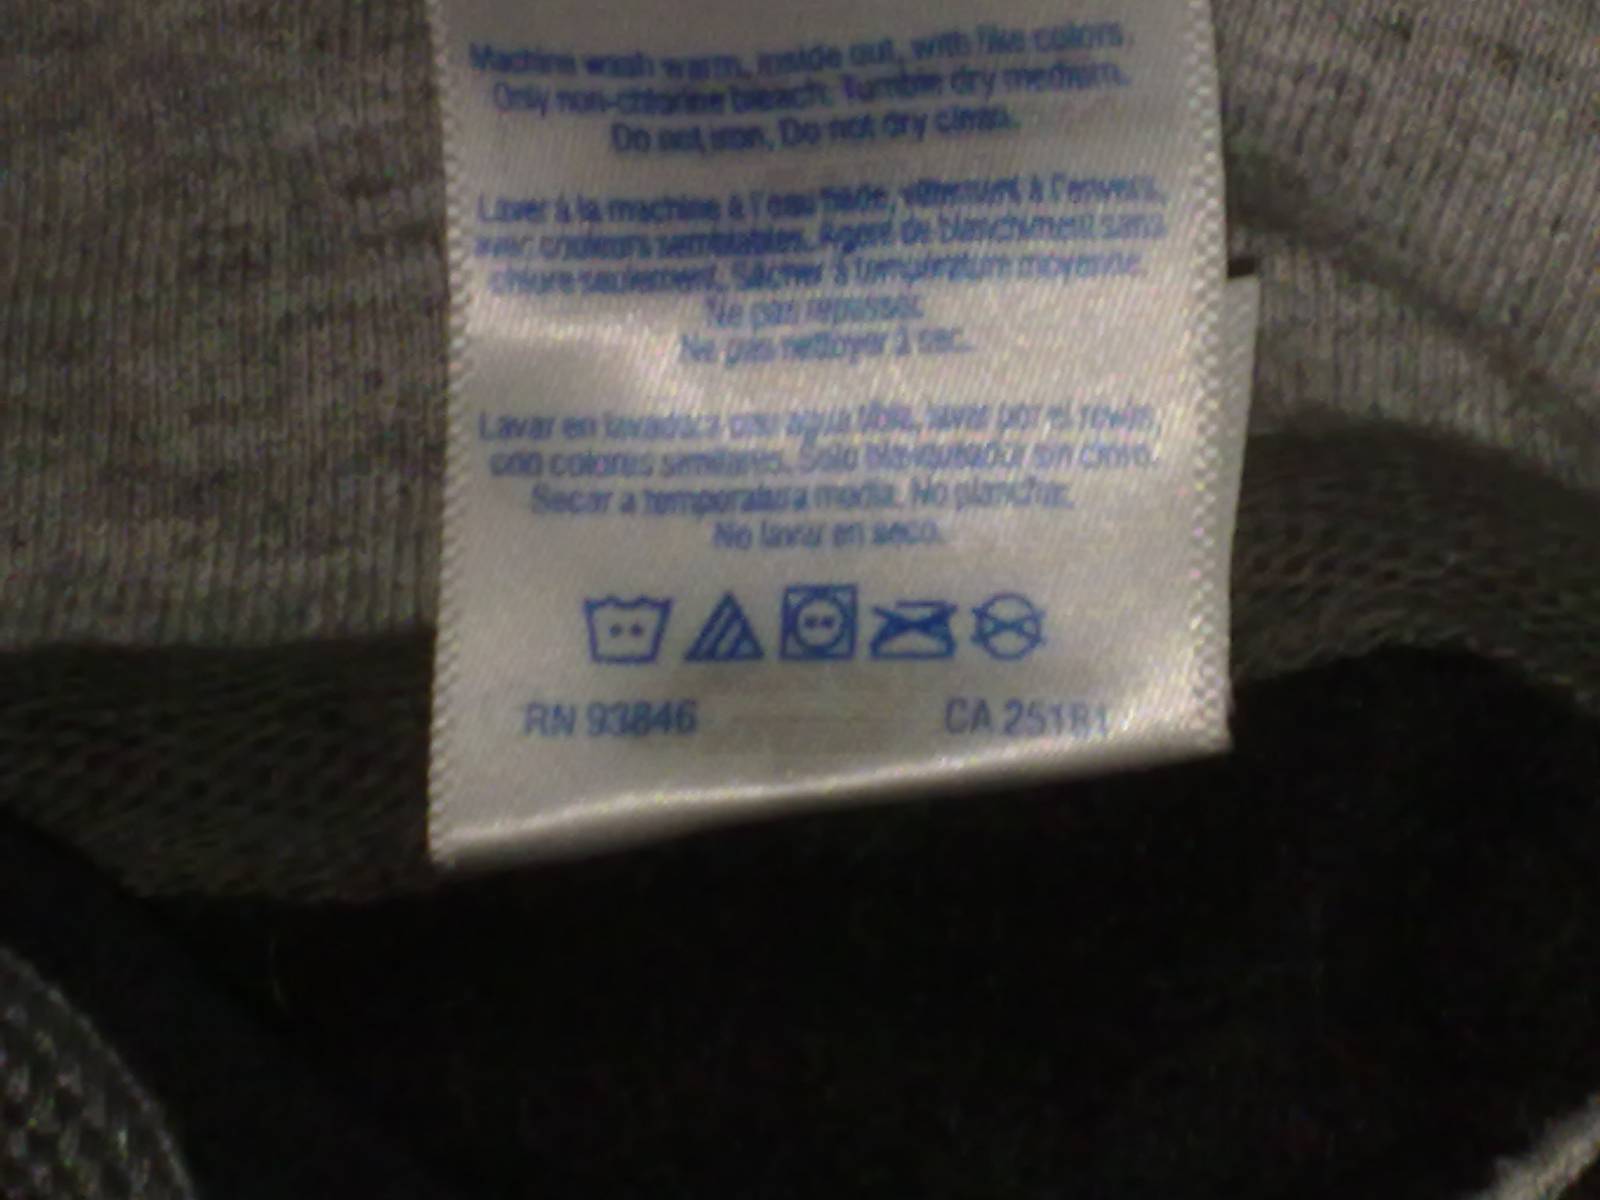 Machine wash warm, inside out, with like colors.
Only non-chlorine bleach. Tumble dry medium.
Do not iron. Do not dry clean.
Laver à la machine à l'eau tiède, vêtement à l'envers,
avec couleurs semblables. Agent de blanchiment sans
chlore seulement. Sécher à température moyenne.
Ne pas repasser.
Ne pas nettoyer à sec.
Lavar en lavadora con agua tibia, lavar por el revés,
con colores similares. Solo blanqueador sin cloro.
Secar a temperatura media. No planchar.
No lavar en seco.
RN 93846 CA 25181